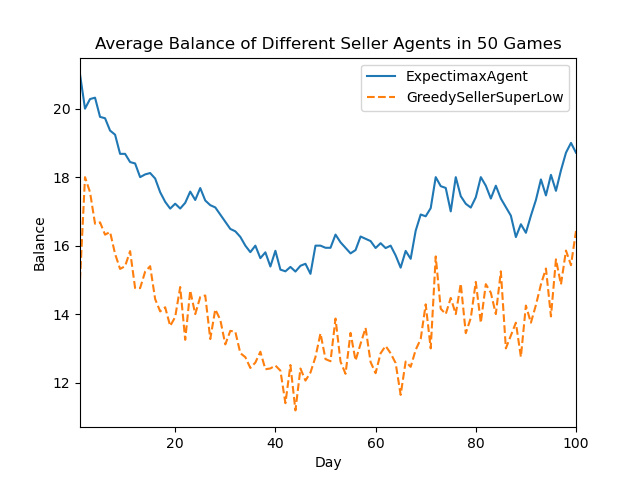 Average Balance of Different Seller Agents in 50 Games
ExpectimaxAgent
GreedySellerSuperLow
20
18
16
14
12
Balance
20
40
60
80
100
Day